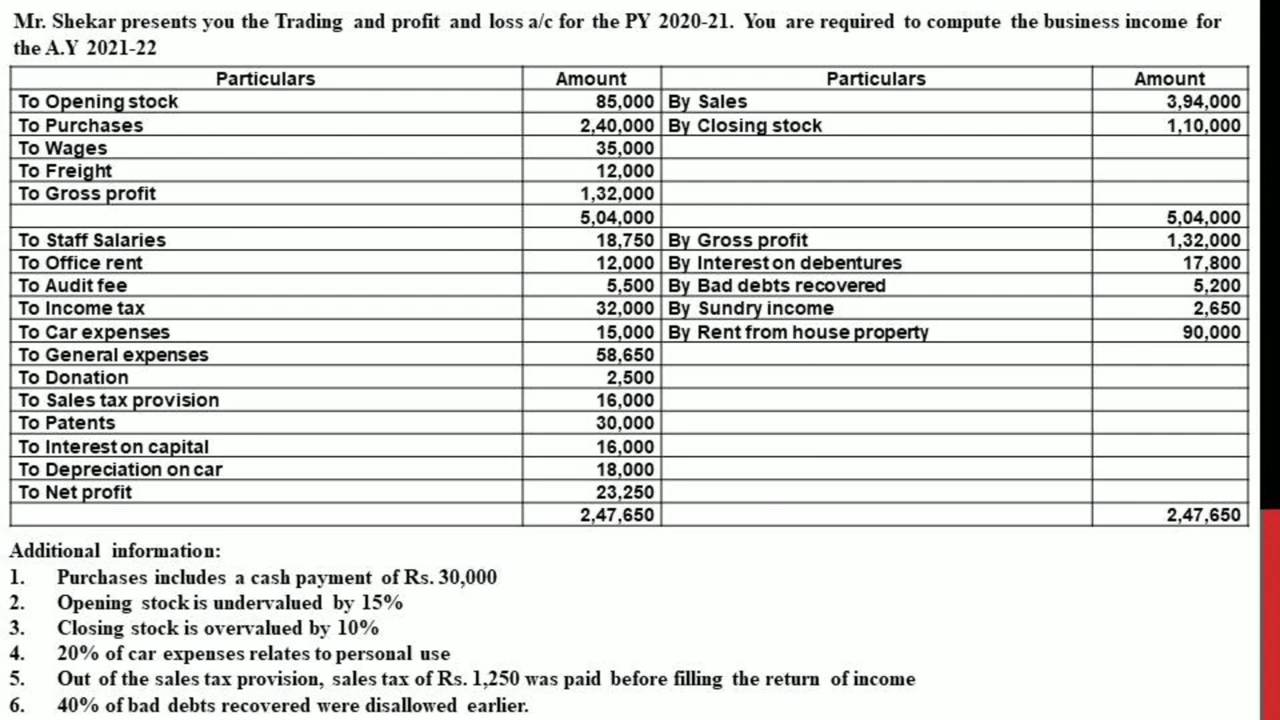 Mr. Shekar presents you the Trading and profit and loss a/c for the PY 2020-21. You are required to compute the business income for
the A.Y 2021-22
Particulars Amount Particulars Amount
To Opening stock 85,000 By Sales 3,94,000
To Purchases 2,40,000 By Closing stock 1,10,000
To Wages 35,000
To Freight 12,000
To Gross profit 1,32,000
5,04,000 5,04,000
To Staff Salaries 18,750 By Gross profit 1,32,000
To Office rent 12,000 By Interest on debentures 17,800
To Audit fee 5,500 By Bad debts recovered 5,200
To Income tax 32,000 By Sundry income 2,650
To Car expenses 15,000 By Rent from house property 90,000
To General expenses 58,650
To Donation 2,500
To Sales tax provision 16,000
To Patents 30,000
To Interest on capital 16,000
To Depreciation on car 18,000
To Net profit 23,250
2,47,650 2,47,650
Additional information:
1. Purchases includes a cash payment of Rs. 30,000
2. Opening stock is undervalued by 15%
3. Closing stock is overvalued by 10%
4. 20% of car expenses relates to personal use
5. Out of the sales tax provision, sales tax of Rs. 1,250 was paid before filling the return of income
6. 40% of bad debts recovered were disallowed earlier.